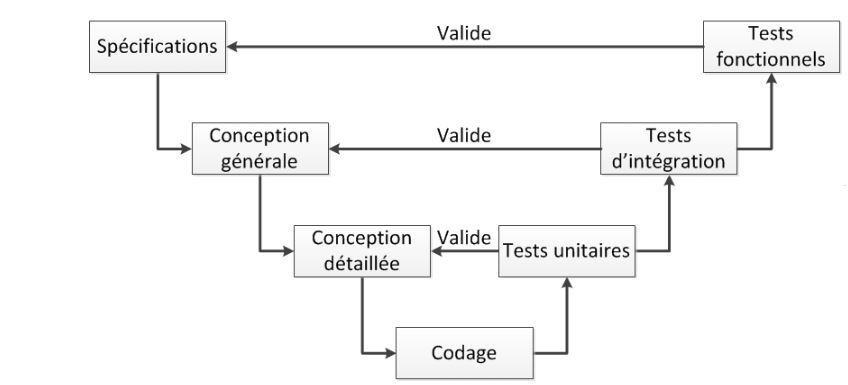 Spécifications
Valide
Tests
fonctionnels
Conception
générale
Valide
Tests
d'intégration
Conception
détaillée
Valide
Tests unitaires
Codage